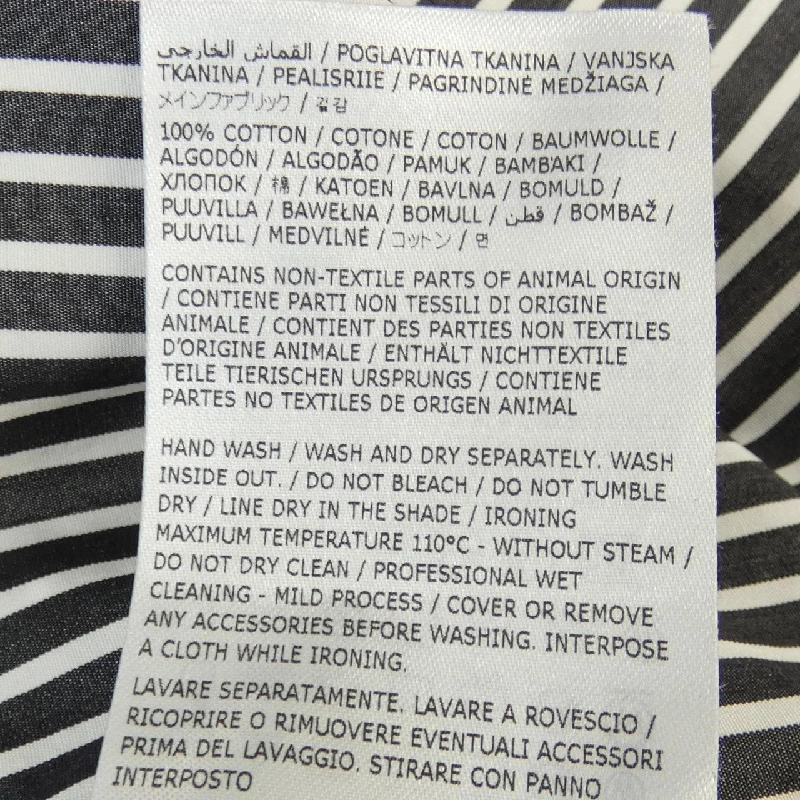 القماش الخارجي / POGLAVITNA TKANINA / VANJSKA
TKANINA / PEALISRIIE / PAGRINDINĖ MEDŽIAGA /
メインファブリック / 겉감
100% COTTON / COTONE / COTON / BAUMWOLLE /
ALGODÓN / ALGODÃO / PAMUK / BAMBAKI /
ХЛОПОК / 棉 / KATOEN / BAVLNA / BOMULD /
PUUVILLA / BAWEŁNA / BOMULL / قطن / BOMBAŽ /
PUUVILL / MEDVILNĖ / コットン / 면
CONTAINS NON-TEXTILE PARTS OF ANIMAL ORIGIN
/ CONTIENE PARTI NON TESSILI DI ORIGINE
ANIMALE / CONTIENT DES PARTIES NON TEXTILES
D'ORIGINE ANIMALE / ENTHÄLT NICHTTEXTILE
TEILE TIERISCHEN URSPRUNGS / CONTIENE
PARTES NO TEXTILES DE ORIGEN ANIMAL
HAND WASH / WASH AND DRY SEPARATELY. WASH
INSIDE OUT. / DO NOT BLEACH / DO NOT TUMBLE
DRY / LINE DRY IN THE SHADE / IRONING
MAXIMUM TEMPERATURE 110°C - WITHOUT STEAM /
DO NOT DRY CLEAN / PROFESSIONAL WET
CLEANING - MILD PROCESS / COVER OR REMOVE
ANY ACCESSORIES BEFORE WASHING. INTERPOSE
A CLOTH WHILE IRONING.
LAVARE SEPARATAMENTE. LAVARE A ROVESCIO /
RICOPRIRE O RIMUOVERE EVENTUALI ACCESSORI
PRIMA DEL LAVAGGIO. STIRARE CON PANNO
INTERPOSTO